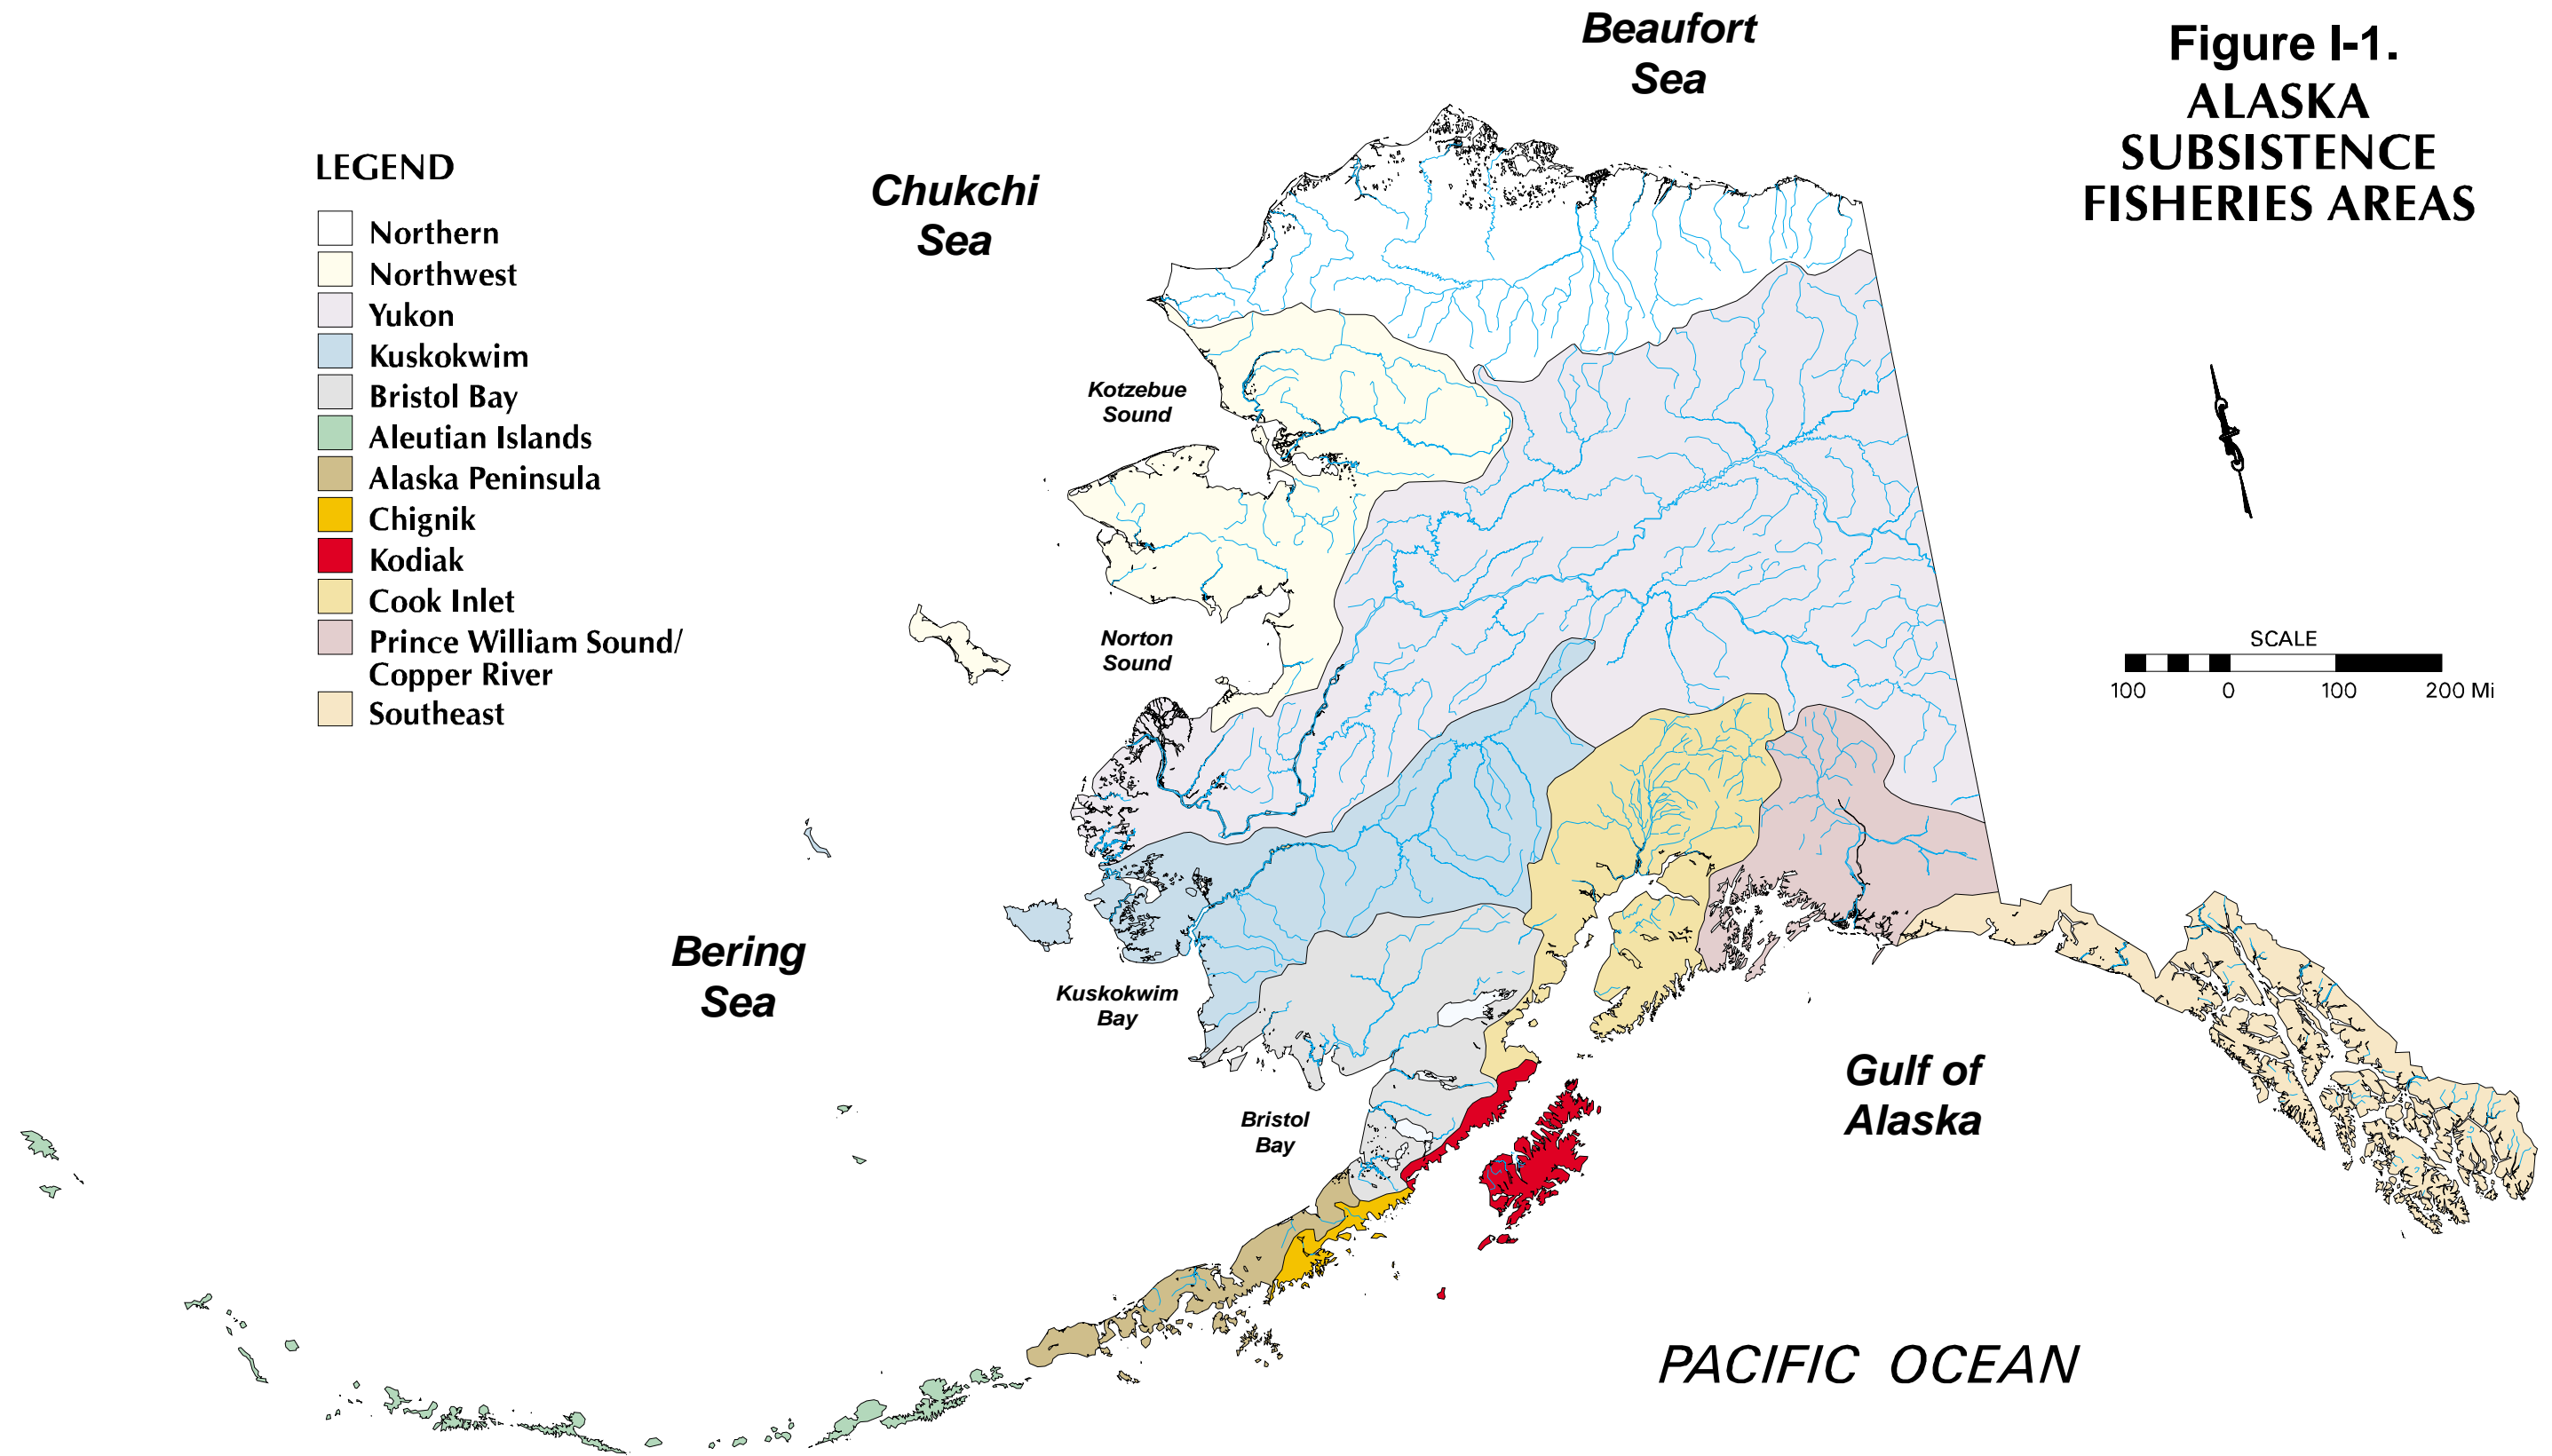 Figure I-1.
ALASKA
SUBSISTENCE
FISHERIES AREAS
Beaufort
Sea
Chukchi
Sea
LEGEND
Northern
Northwest
Yukon
Kuskokwim
Bristol Bay
Aleutian Islands
Alaska Peninsula
Chignik
Kodiak
Cook Inlet
Prince William Sound/
Copper River
Southeast
Kotzebue
Sound
Norton
Sound
SCALE
100 0 100 200 Mi
Bering
Sea
Kuskokwim
Bay
Bristol
Bay
Gulf of
Alaska
PACIFIC OCEAN